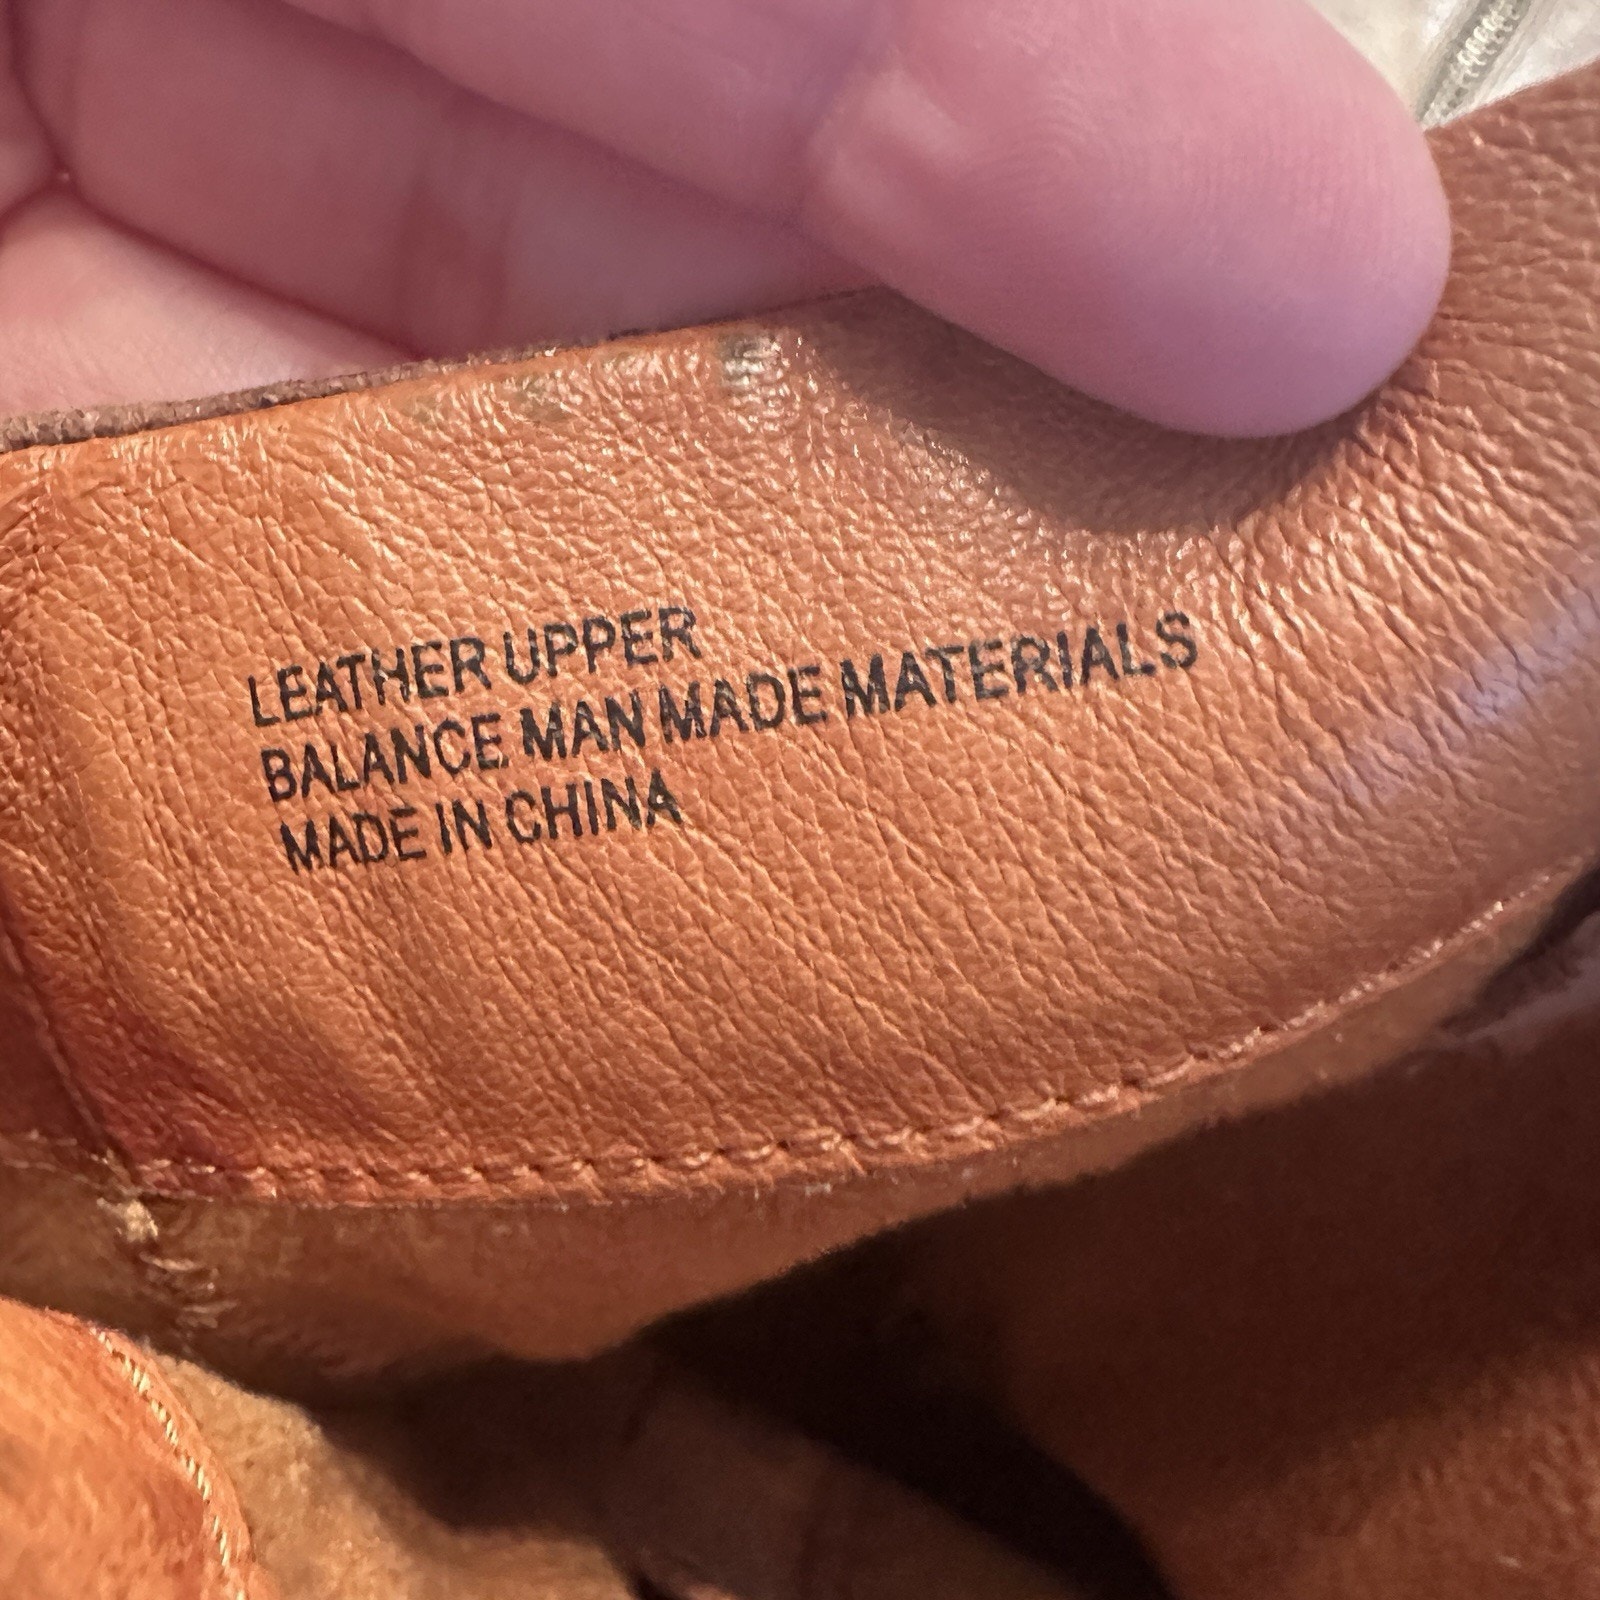 LEATHER UPPER
BALANCE MAN MADE MATERIALS
MADE IN CHINA